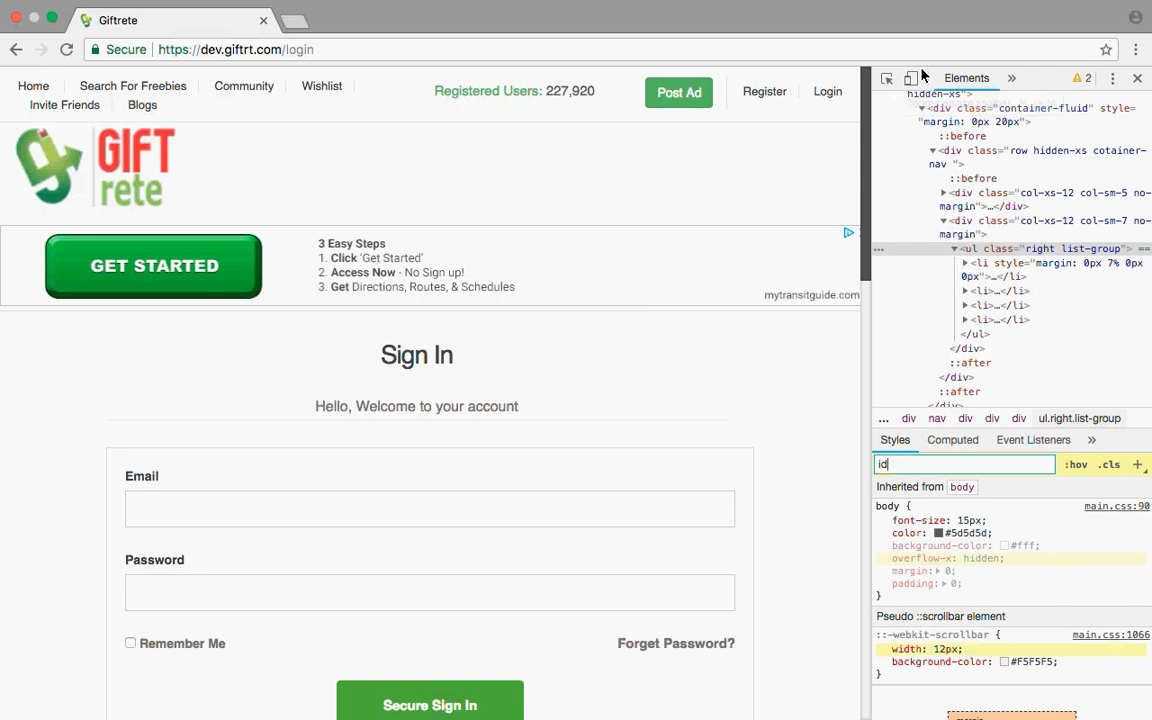 Giftrete
Secure https://dev.giftrt.com/login
Home Search For Freebies Community Wishlist
Invite Friends Blogs
Registered Users: 227,920
Post Ad
Register Login
GIFT
rete
GET STARTED
3 Easy Steps
1. Click 'Get Started'
2. Access Now - No Sign up!
3. Get Directions, Routes, & Schedules
mytransitguide.com
Sign In
Hello, Welcome to your account
Email
Password
Remember Me Forget Password?
Secure Sign In
Elements » 2
hidden-xs">
<div class="container-fluid" style=
"margin: 0px 20px">
::before
<div class="row hidden-xs cotainer-
nav ">
::before
<div class="col-xs-12 col-sm-5 no-
margin">…</div>
<div class="col-xs-12 col-sm-7 no-
margin">
… <ul class="right list-group"> ==
<li style="margin: 0px 7% 0px
0px">…</li>
<li>…</li>
<li>…</li>
<li>…</li>
</ul>
</div>
::after
</div>
::after
</div>
... div nav div div div ul.right.list-group
Styles Computed Event Listeners »
id :hov .cls +
Inherited from body
body { main.css:90
font-size: 15px;
color: #5d5d5d;
background-color: #fff;
overflow-x: hidden;
margin: 0;
padding: 0;
}
Pseudo ::scrollbar element
::-webkit-scrollbar { main.css:1066
width: 12px;
background-color: #F5F5F5;
}